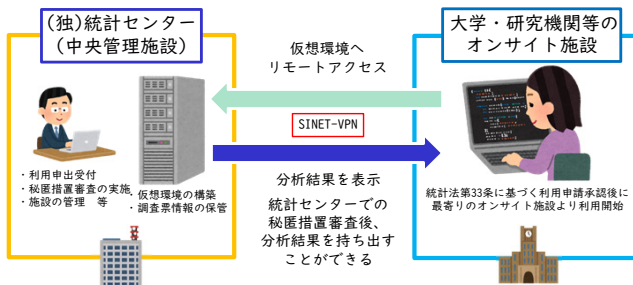 (独)統計センター
(中央管理施設)
・利用申出受付
・秘匿措置審査の実施
・施設の管理　等
・仮想環境の構築
・調査票情報の保管
仮想環境へ
リモートアクセス
SINET-VPN
分析結果を表示
統計センターでの
秘匿措置審査後、
分析結果を持ち出す
ことができる
大学・研究機関等の
オンサイト施設
統計法第33条に基づく利用申請承認後に
最寄りのオンサイト施設より利用開始